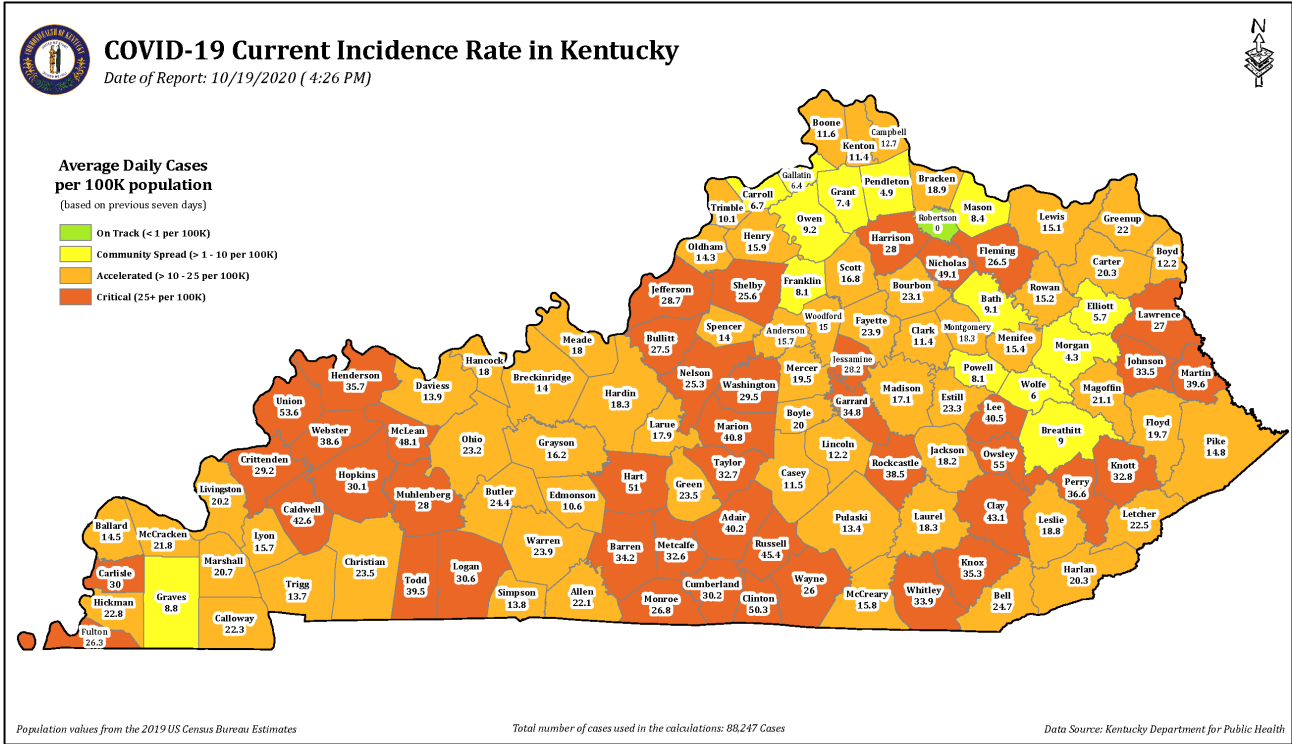 COVID-19 Current Incidence Rate in Kentucky
Date of Report: 10/19/2020 ( 4:26 PM)
N
Average Daily Cases
per 100K population
(based on previous seven days)
On Track (< 1 per 100K)
Community Spread (> 1 - 10 per 100K)
Accelerated (> 10 - 25 per 100K)
Critical (25+ per 100K)
Boone
11.6
Kenton
11.4
Campbell
12.7
Gallatin
6.4
Carroll
6.7
Grant
7.4
Pendleton
4.9
Bracken
18.9
Trimble
10.1
Owen
9.2
Robertson
0
Mason
8.4
Lewis
15.1
Greenup
22
Oldham
14.3
Henry
15.9
Harrison
28
Fleming
26.5
Boyd
12.2
Carter
20.3
Nicholas
49.1
Scott
16.8
Jefferson
28.7
Shelby
25.6
Franklin
8.1
Bourbon
23.1
Bath
9.1
Rowan
15.2
Elliott
5.7
Lawrence
27
Woodford
15
Fayette
23.9
Spencer
14
Anderson
15.7
Clark
11.4
Montgomery
18.3
Menifee
15.4
Morgan
4.3
Bullitt
27.5
Meade
18
Hancock
18
Breckinridge
14
Jessamine
28.2
Johnson
33.5
Martin
39.6
Nelson
25.3
Washington
29.5
Mercer
19.5
Powell
8.1
Wolfe
6
Magoffin
21.1
Henderson
35.7
Daviess
13.9
Hardin
18.3
Madison
17.1
Estill
23.3
Union
53.6
Garrard
34.8
Lee
40.5
Boyle
20
Larue
17.9
Marion
40.8
Breathitt
9
Floyd
19.7
Webster
38.6
McLean
48.1
Ohio
23.2
Grayson
16.2
Lincoln
12.2
Pike
14.8
Jackson
18.2
Owsley
55
Crittenden
29.2
Hopkins
30.1
Taylor
32.7
Rockcastle
38.5
Knott
32.8
Hart
51
Green
23.5
Casey
11.5
Perry
36.6
Livingston
20.2
Muhlenberg
28
Butler
24.4
Edmonson
10.6
Caldwell
42.6
Clay
43.1
Adair
40.2
Pulaski
13.4
Laurel
18.3
Leslie
18.8
Letcher
22.5
Ballard
14.5
McCracken
21.8
Lyon
15.7
Warren
23.9
Barren
34.2
Metcalfe
32.6
Russell
45.4
Marshall
20.7
Christian
23.5
Logan
30.6
Knox
35.3
Harlan
20.3
Carlisle
30
Todd
39.5
Trigg
13.7
Wayne
26
Cumberland
30.2
Graves
8.8
Hickman
22.8
Simpson
13.8
Allen
22.1
Monroe
26.8
Clinton
50.3
McCreary
15.8
Whitley
33.9
Bell
24.7
Calloway
22.3
Fulton
26.3
Population values from the 2019 US Census Bureau Estimates
Total number of cases used in the calculations: 88,247 Cases
Data Source: Kentucky Department for Public Health